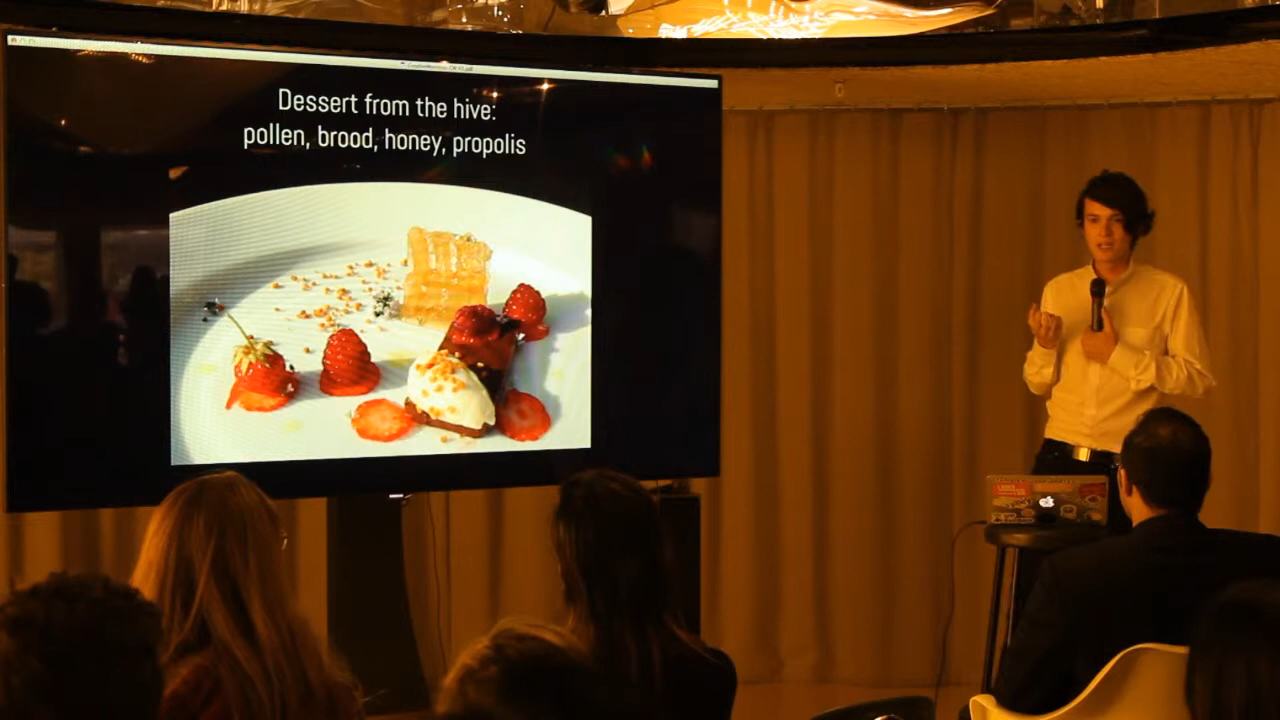 Dessert from the hive:
pollen, brood, honey, propolis